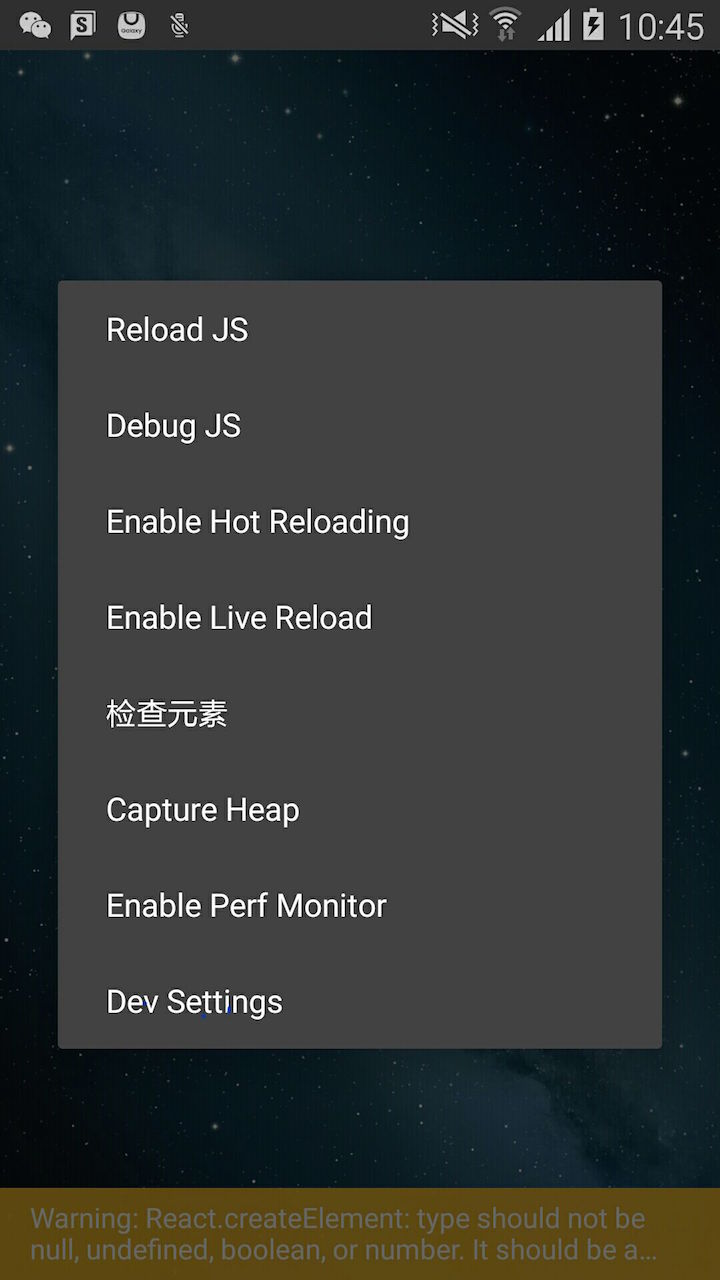 10:45
Reload JS
Debug JS
Enable Hot Reloading
Enable Live Reload
检查元素
Capture Heap
Enable Perf Monitor
Dev Settings
Warning: React.createElement: type should not be
null, undefined, boolean, or number. It should be a...